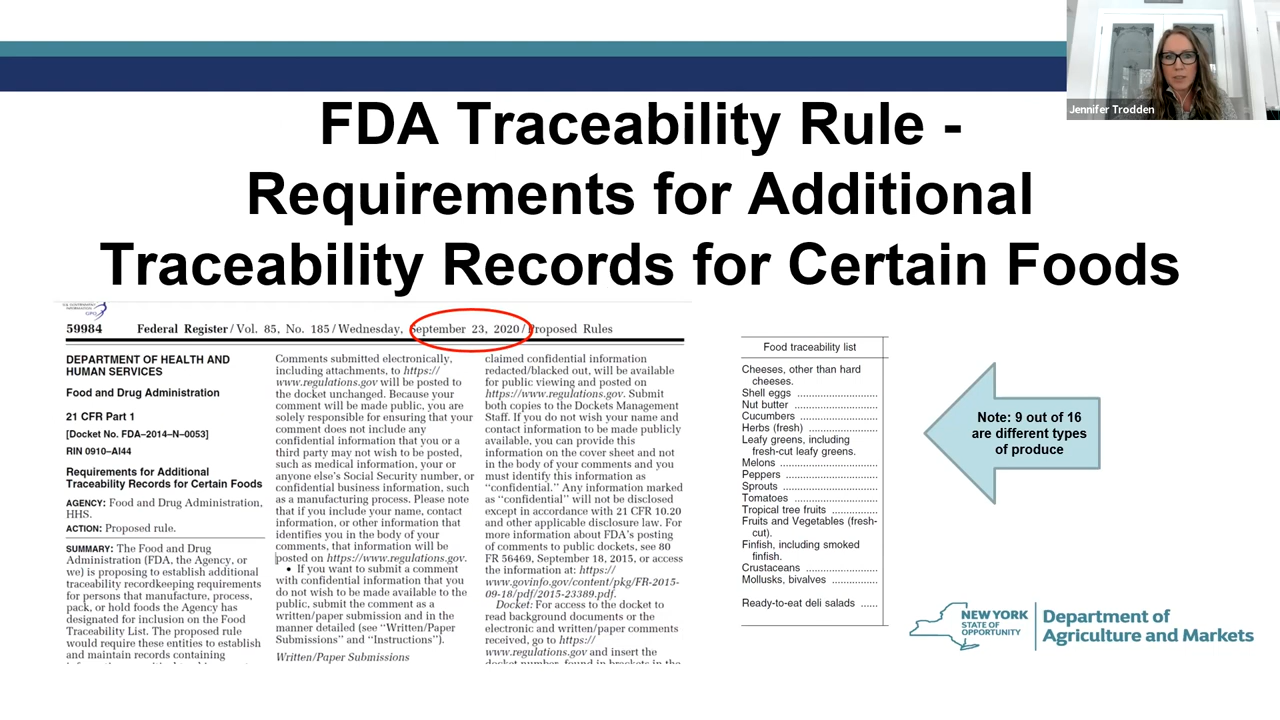 Jennifer Trodden
FDA Traceability Rule -
Requirements for Additional
Traceability Records for Certain Foods
59984 Federal Register / Vol. 85, No. 185 / Wednesday, September 23, 2020 / Proposed Rules
DEPARTMENT OF HEALTH AND
HUMAN SERVICES
Food and Drug Administration
21 CFR Part 1
[Docket No. FDA–2014–N–0053]
RIN 0910–AI44
Requirements for Additional
Traceability Records for Certain Foods
AGENCY: Food and Drug Administration,
HHS.
ACTION: Proposed rule.
SUMMARY: The Food and Drug
Administration (FDA, the Agency, or
we) is proposing to establish additional
traceability recordkeeping requirements
for persons that manufacture, process,
pack, or hold foods the Agency has
designated for inclusion on the Food
Traceability List. The proposed rule
would require these entities to establish
and maintain records containing
Comments submitted electronically,
including attachments, to https://
www.regulations.gov will be posted to
the docket unchanged. Because your
comment will be made public, you are
solely responsible for ensuring that your
comment does not include any
confidential information that you or a
third party may not wish to be posted,
such as medical information, your or
anyone else's Social Security number, or
confidential business information, such
as a manufacturing process. Please note
that if you include your name, contact
information, or other information that
identifies you in the body of your
comments, that information will be
posted on https://www.regulations.gov.
• If you want to submit a comment
with confidential information that you
do not wish to be made available to the
public, submit the comment as a
written/paper submission and in the
manner detailed (see "Written/Paper
Submissions" and "Instructions").
Written/Paper Submissions
claimed confidential information
redacted/blacked out, will be available
for public viewing and posted on
https://www.regulations.gov. Submit
both copies to the Dockets Management
Staff. If you do not wish your name and
contact information to be made publicly
available, you can provide this
information on the cover sheet and not
in the body of your comments and you
must identify this information as
"confidential." Any information marked
as "confidential" will not be disclosed
except in accordance with 21 CFR 10.20
and other applicable disclosure law. For
more information about FDA's posting
of comments to public dockets, see 80
FR 56469, September 18, 2015, or access
the information at: https://
www.govinfo.gov/content/pkg/FR-2015-
09-18/pdf/2015-23389.pdf.
Docket: For access to the docket to
read background documents or the
electronic and written/paper comments
received, go to https://
www.regulations.gov and insert the
docket number, found in brackets in the
Food traceability list
Cheeses, other than hard
cheeses.
Shell eggs
Nut butter
Cucumbers
Herbs (fresh)
Leafy greens, including
fresh-cut leafy greens.
Melons
Peppers
Sprouts
Tomatoes
Tropical tree fruits
Fruits and Vegetables (fresh-
cut).
Finfish, including smoked
finfish.
Crustaceans
Mollusks, bivalves
Ready-to-eat deli salads
Note: 9 out of 16
are different types
of produce
NEW YORK
STATE OF
OPPORTUNITY
Department of
Agriculture and Markets